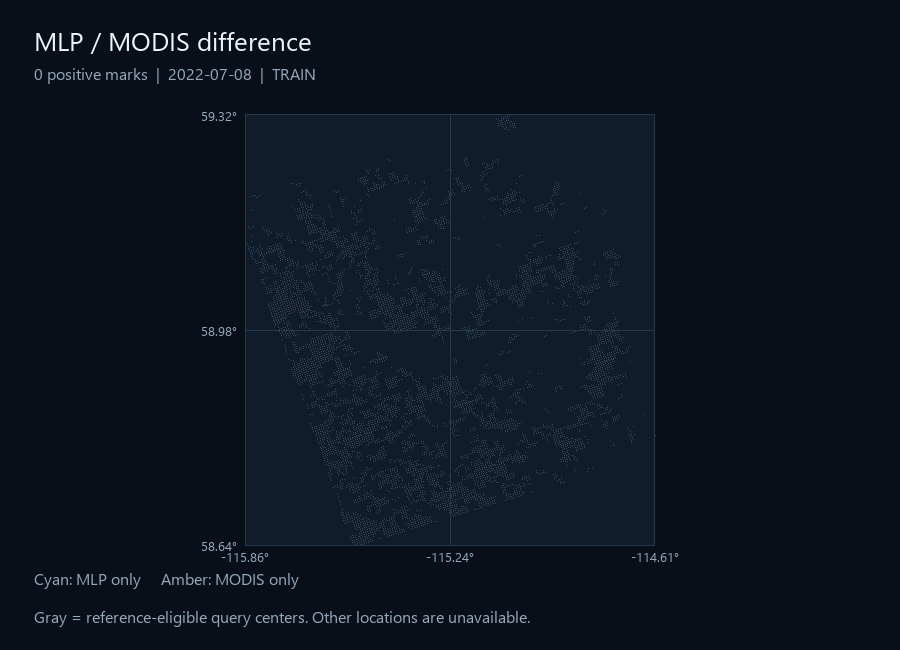 MLP / MODIS difference
0 positive marks | 2022-07-08 | TRAIN
59.32°
58.98°
58.64°
-115.86° -115.24° -114.61°
Cyan: MLP only Amber: MODIS only
Gray = reference-eligible query centers. Other locations are unavailable.